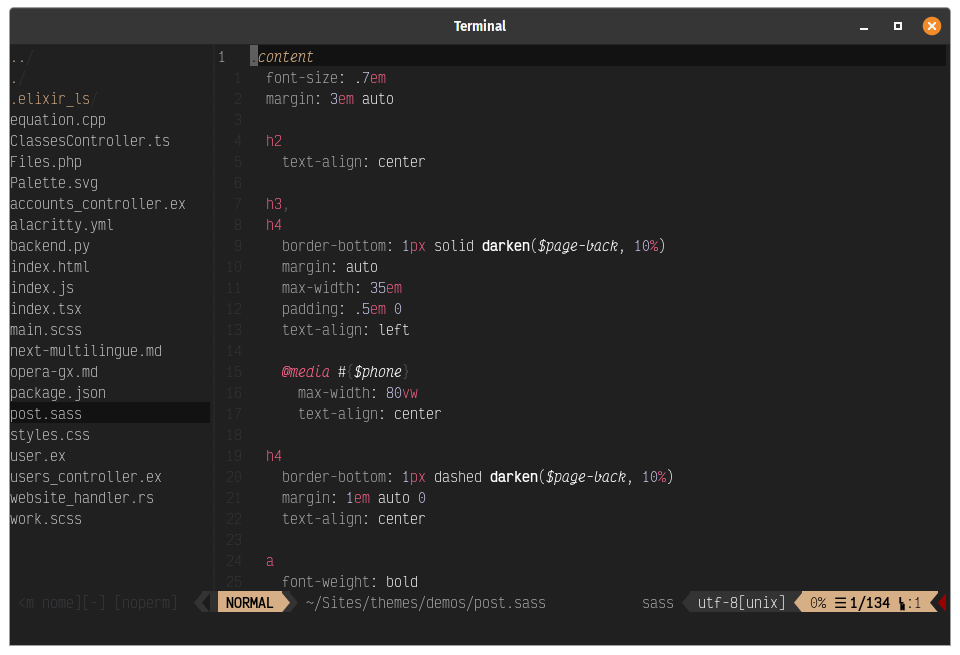 Terminal
../
./
.elixir_ls/
equation.cpp
ClassesController.ts
Files.php
Palette.svg
accounts_controller.ex
alacritty.yml
backend.py
index.html
index.js
index.tsx
main.scss
next-multilingue.md
opera-gx.md
package.json
post.sass
styles.css
user.ex
users_controller.ex
website_handler.rs
work.scss
<m nome][-] [noperm]
1 .content
1 font-size: .7em
2 margin: 3em auto
3
4 h2
5 text-align: center
6
7 h3,
8 h4
9 border-bottom: 1px solid darken($page-back, 10%)
10 margin: auto
11 max-width: 35em
12 padding: .5em 0
13 text-align: left
14
15 @media #{$phone}
16 max-width: 80vw
17 text-align: center
18
19 h4
20 border-bottom: 1px dashed darken($page-back, 10%)
21 margin: 1em auto 0
22 text-align: center
23
24 a
25 font-weight: bold
NORMAL ~/Sites/themes/demos/post.sass sass utf-8[unix] 0% ☰ 1/134 :1